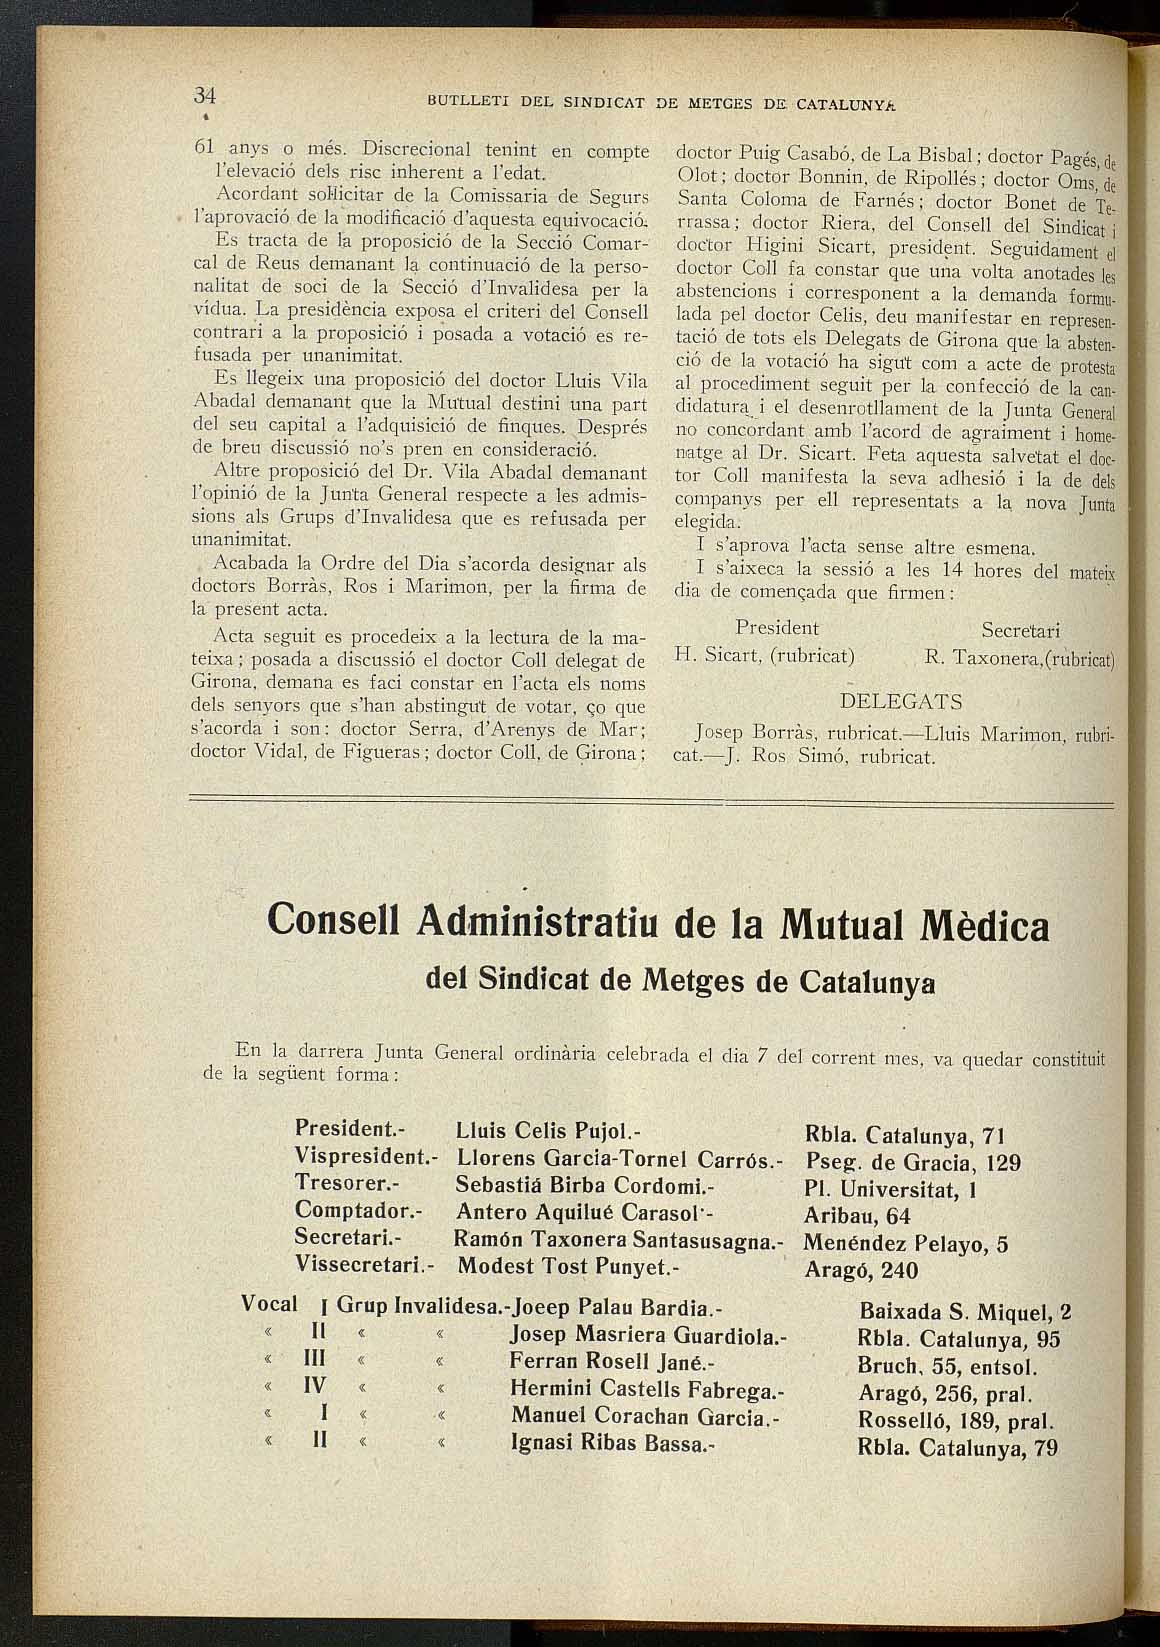 34
BUTLLETI DEL SINDICAT DE METGES DE CATALUNYA
61 anys o més. Discrecional tenint en compte
l'elevació dels risc inherent a l'edat.
Acordant sol·licitar de la Comissaria de Segurs
l'aprovació de la modificació d'aquesta equivocació.
Es tracta de la proposició de la Secció Comar-
cal de Reus demanant la continuació de la perso-
nalitat de soci de la Secció d'Invalidesa per la
vídua. La presidència exposa el criteri del Consell
contrari a la proposició i posada a votació es re-
fusada per unanimitat.
Es llegeix una proposició del doctor Lluis Vila
Abadal demanant que la Mutual destini una part
del seu capital a l'adquisició de finques. Després
de breu discussió no's pren en consideració.
Altre proposició del Dr. Vila Abadal demanant
l'opinió de la Junta General respecte a les admis-
sions als Grups d'Invalidesa que es refusada per
unanimitat.
Acabada la Ordre del Dia s'acorda designar als
doctors Borràs, Ros i Marimon, per la firma de
la present acta.
Acta seguit es procedeix a la lectura de la ma-
teixa; posada a discussió el doctor Coll delegat de
Girona, demana es faci constar en l'acta els noms
dels senyors que s'han abstingut de votar, ço que
s'acorda i son: doctor Serra, d'Arenys de Mar;
doctor Vidal, de Figueras; doctor Coll, de Girona;
doctor Puig Casabó, de La Bisbal; doctor Pagés, de
Olot; doctor Bonnin, de Ripollés; doctor Oms, de
Santa Coloma de Farnés; doctor Bonet de Te-
rrassa; doctor Riera, del Consell del Sindicat i
doctor Higini Sicart, president. Seguidament el
doctor Coll fa constar que una volta anotades les
abstencions i corresponent a la demanda formu-
lada pel doctor Celis, deu manifestar en represen-
tació de tots els Delegats de Girona que la absten-
ció de la votació ha sigut com a acte de protesta
al procediment seguit per la confecció de la can-
didatura i el desenrotllament de la Junta General
no concordant amb l'acord de agraiment i home-
natge al Dr. Sicart. Feta aquesta salvetat el doc-
tor Coll manifesta la seva adhesió i la de dels
companys per ell representats a la nova Junta
elegida.
I s'aprova l'acta sense altre esmena.
I s'aixeca la sessió a les 14 hores del mateix
dia de començada que firmen:
President Secretari
H. Sicart, (rubricat) R. Taxonera,(rubricat)
DELEGATS
Josep Borràs, rubricat.—Lluis Marimon, rubri-
cat.—J. Ros Simó, rubricat.
Consell Administratiu de la Mutual Mèdica
del Sindicat de Metges de Catalunya
En la darrera Junta General ordinària celebrada el dia 7 del corrent mes, va quedar constituit
de la següent forma:
President.- Lluis Celis Pujol.- Rbla. Catalunya, 71
Vispresident.- Llorens Garcia-Tornel Carrós.- Pseg. de Gracia, 129
Tresorer.- Sebastiá Birba Cordomi.- Pl. Universitat, 1
Comptador.- Antero Aquilué Carasol·- Aribau, 64
Secretari.- Ramón Taxonera Santasusagna.- Menéndez Pelayo, 5
Vissecretari.- Modest Tost Punyet.- Aragó, 240
Vocal I Grup Invalidesa.-Joeep Palau Bardia.- Baixada S. Miquel, 2
« II « « Josep Masriera Guardiola.- Rbla. Catalunya, 95
« III « « Ferran Rosell Jané.- Bruch, 55, entsol.
« IV « « Hermini Castells Fabrega.- Aragó, 256, pral.
« I « « Manuel Corachan Garcia.- Rosselló, 189, pral.
« II « « Ignasi Ribas Bassa.- Rbla. Catalunya, 79